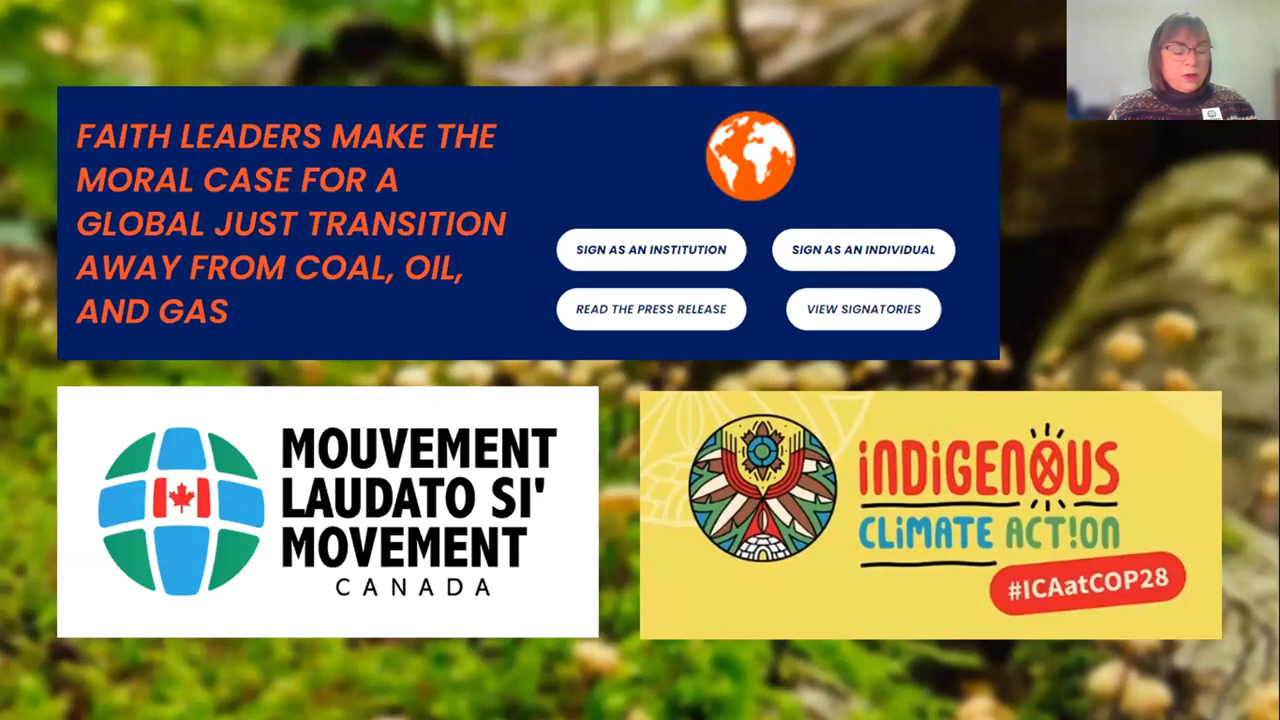 FAITH LEADERS MAKE THE
MORAL CASE FOR A
GLOBAL JUST TRANSITION
AWAY FROM COAL, OIL,
AND GAS
SIGN AS AN INSTITUTION
SIGN AS AN INDIVIDUAL
READ THE PRESS RELEASE
VIEW SIGNATORIES
MOUVEMENT
LAUDATO SI'
MOVEMENT
CANADA
iNDiGENOUS
CLiMATE ACT!ON
#ICAatCOP28